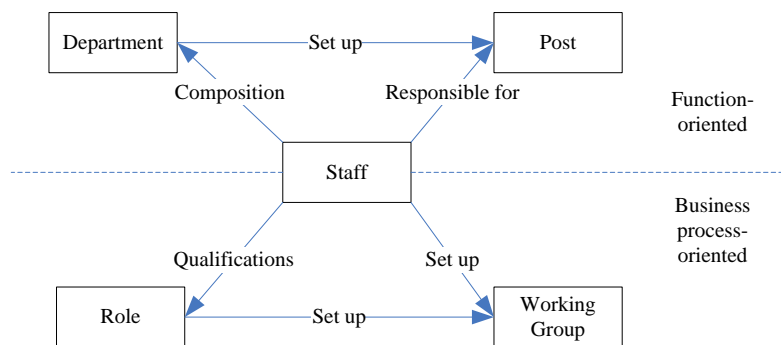 Department
Set up
Post
Composition
Responsible for
Function-
oriented
Staff
Business
process-
oriented
Qualifications
Set up
Role
Set up
Working
Group